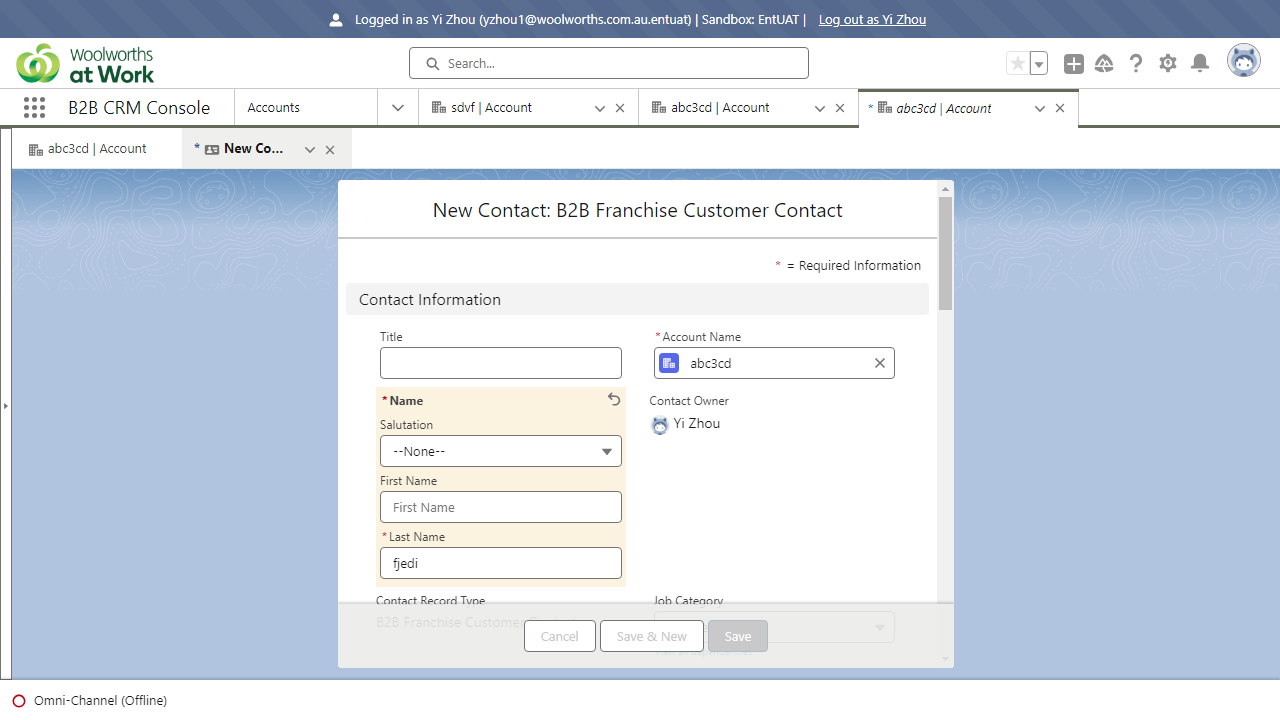 Logged in as Yi Zhou (yzhou1@woolworths.com.au.entuat) | Sandbox: EntUAT | Log out as Yi Zhou
Woolworths
at Work
Search...
B2B CRM Console
Accounts
sdvf | Account
abc3cd | Account
* abc3cd | Account
abc3cd | Account
* New Co...
New Contact: B2B Franchise Customer Contact
* = Required Information
Contact Information
Title
*Account Name
abc3cd
*Name
Contact Owner
Yi Zhou
Salutation
--None--
First Name
First Name
*Last Name
fjedi
Contact Record Type
Job Category
B2B Franchise Customer
Cancel
Save & New
Save
Omni-Channel (Offline)